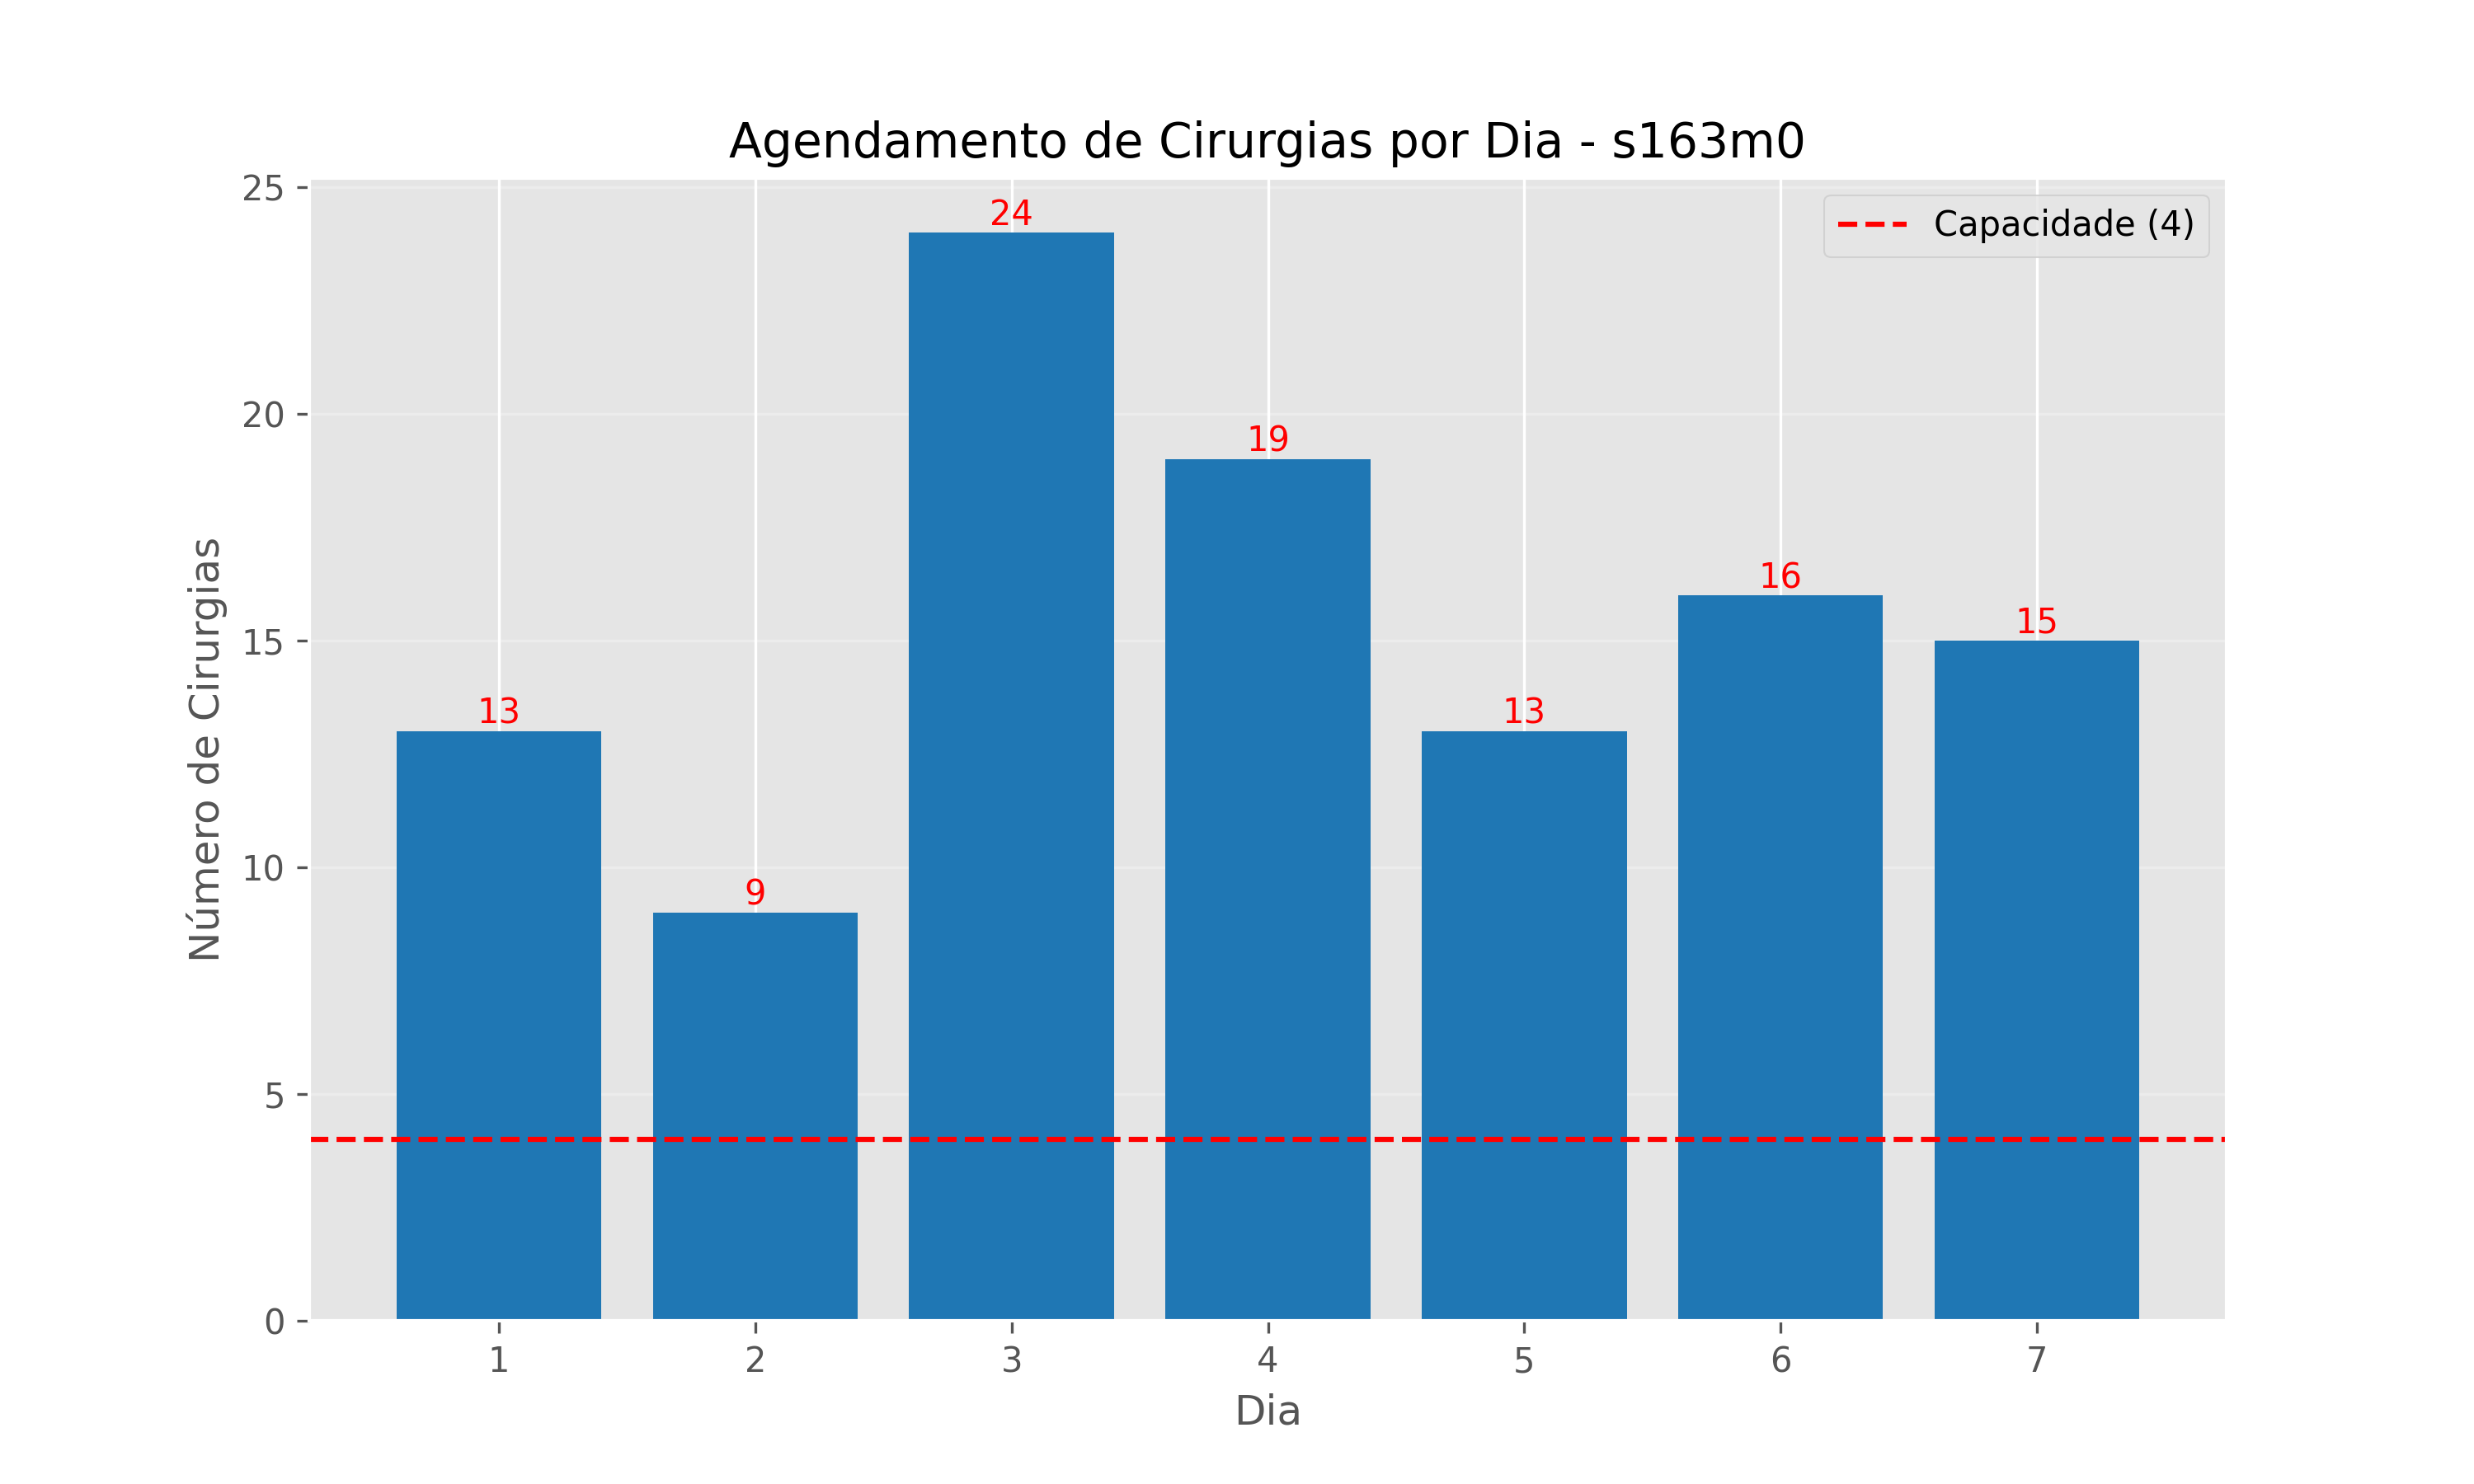 Agendamento de Cirurgias por Dia - s163m0
Capacidade (4)
Número de Cirurgias
25
20
15
10
5
0
13
9
24
19
13
16
15
1 2 3 4 5 6 7
Dia